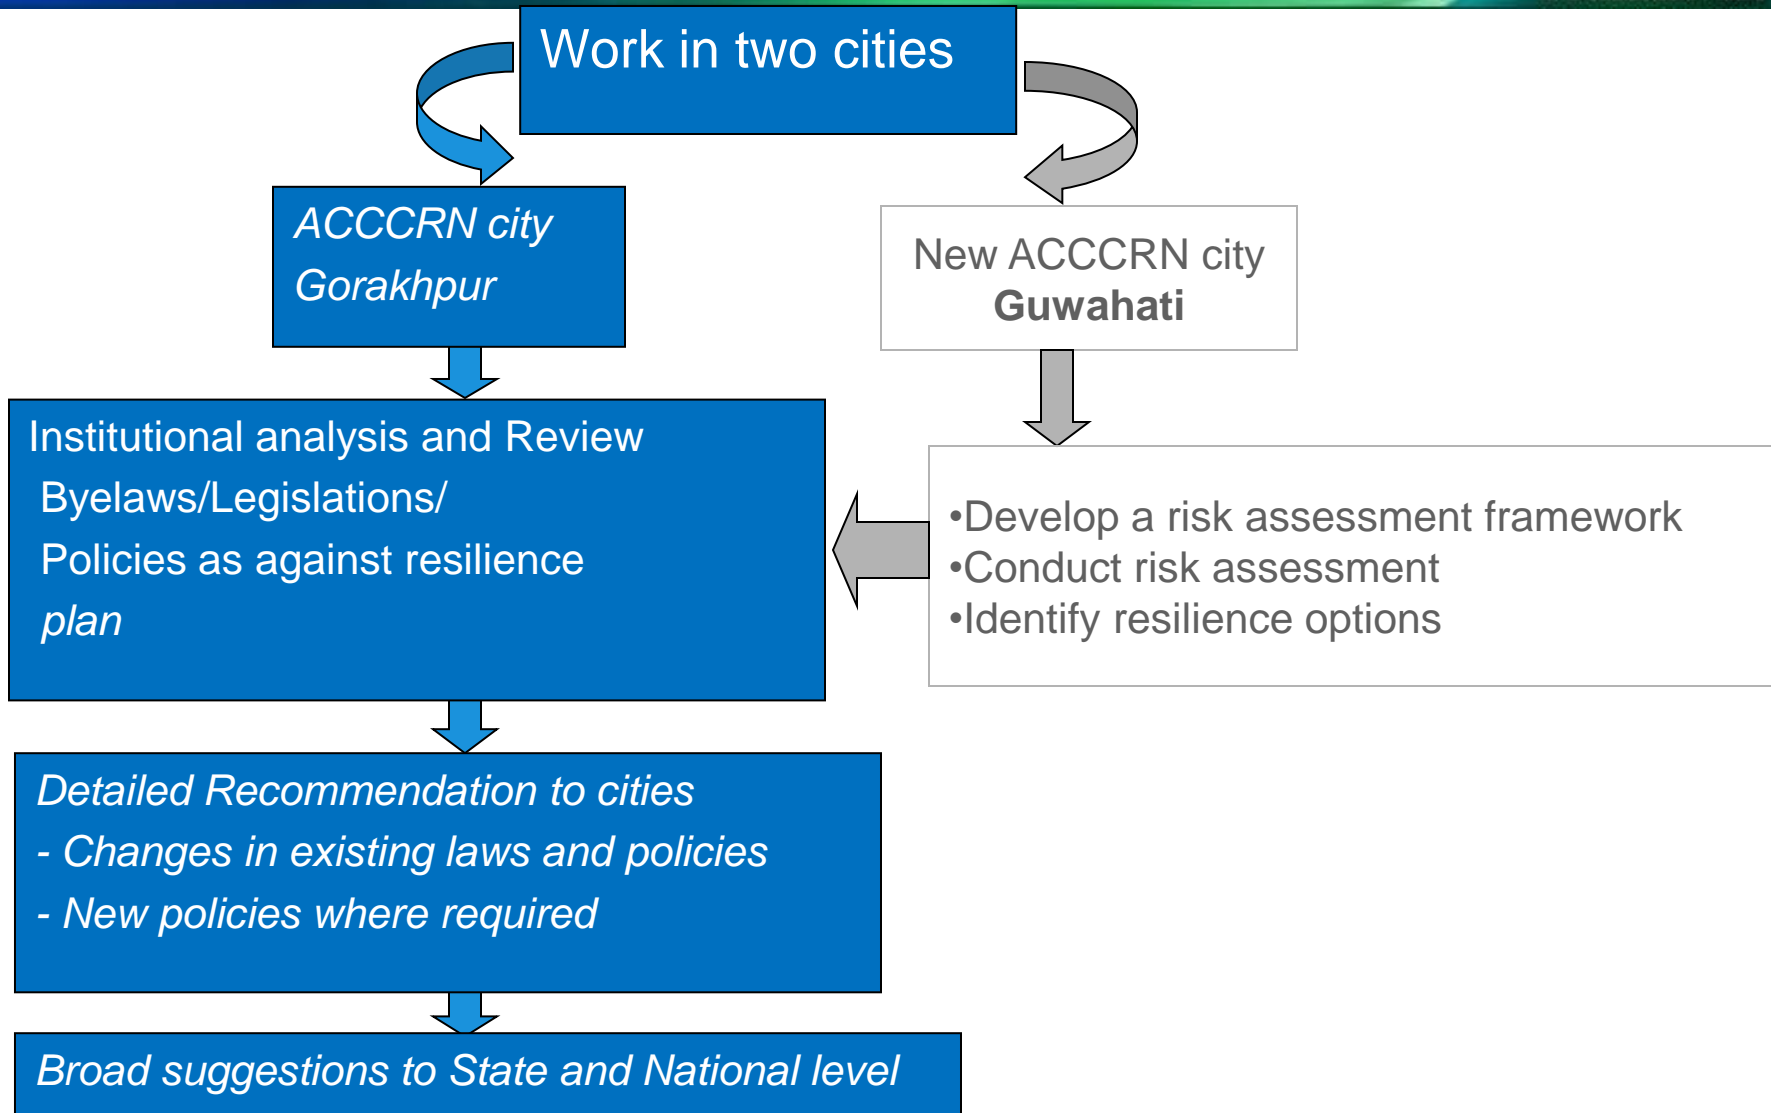 Work in two cities
ACCCRN city
Gorakhpur
New ACCCRN city
Guwahati
Institutional analysis and Review
Byelaws/Legislations/
Policies as against resilience
plan
•Develop a risk assessment framework
•Conduct risk assessment
•Identify resilience options
Detailed Recommendation to cities
- Changes in existing laws and policies
- New policies where required
Broad suggestions to State and National level